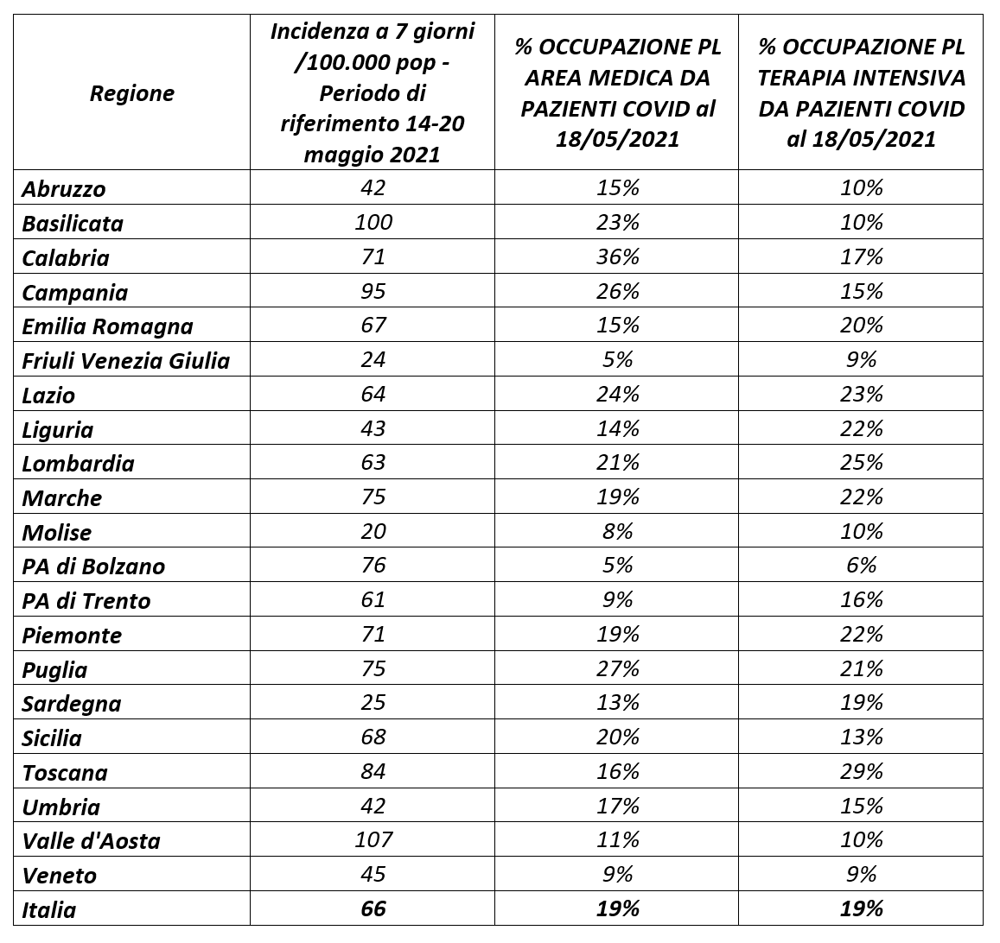 Regione
Incidenza a 7 giorni
/100.000 pop -
Periodo di
riferimento 14-20
maggio 2021
% OCCUPAZIONE PL
AREA MEDICA DA
PAZIENTI COVID al
18/05/2021
% OCCUPAZIONE PL
TERAPIA INTENSIVA
DA PAZIENTI COVID
al 18/05/2021
Abruzzo 42 15% 10%
Basilicata 100 23% 10%
Calabria 71 36% 17%
Campania 95 26% 15%
Emilia Romagna 67 15% 20%
Friuli Venezia Giulia 24 5% 9%
Lazio 64 24% 23%
Liguria 43 14% 22%
Lombardia 63 21% 25%
Marche 75 19% 22%
Molise 20 8% 10%
PA di Bolzano 76 5% 6%
PA di Trento 61 9% 16%
Piemonte 71 19% 22%
Puglia 75 27% 21%
Sardegna 25 13% 19%
Sicilia 68 20% 13%
Toscana 84 16% 29%
Umbria 42 17% 15%
Valle d'Aosta 107 11% 10%
Veneto 45 9% 9%
Italia 66 19% 19%